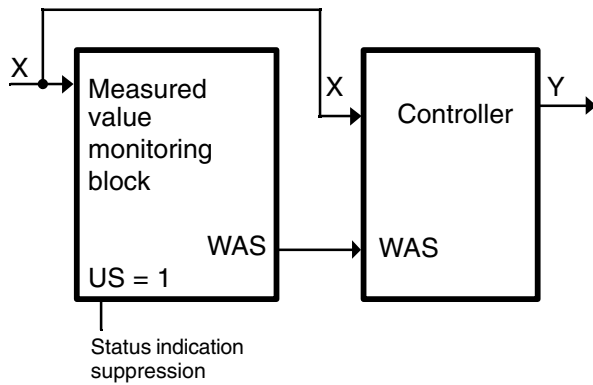 X
Measured
value
monitoring
block
X
Controller
Y
WAS
WAS
US = 1
Status indication
suppression